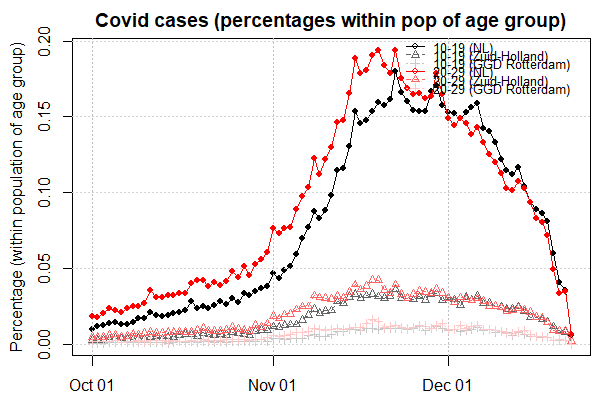 Covid cases (percentages within pop of age group)
Percentage (within population of age group)
0.20
0.15
0.10
0.05
0.00
10-19 (NL)
10-19 (Zuid-Holland)
10-19 (GGD Rotterdam)
20-29 (NL)
20-29 (Zuid-Holland)
20-29 (GGD Rotterdam)
Oct 01
Nov 01
Dec 01